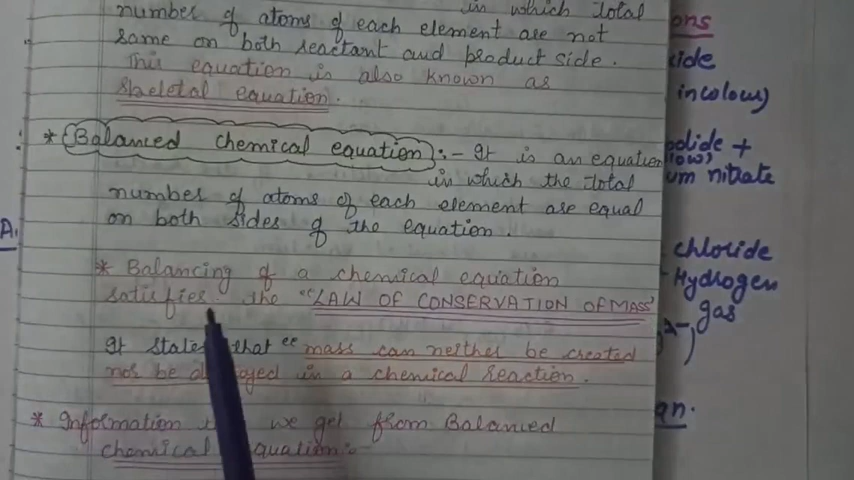 in which total
number of atoms of each element are not
same on both reactant and product side.
This equation is also known as
skeletal equation.
* Balanced chemical equation :- It is an equation
in which the total
number of atoms of each element are equal
on both sides of the equation.
* Balancing of a chemical equation
satisfies the "LAW OF CONSERVATION OF MASS"
It states that "mass can neither be created
nor be in a chemical reaction.
* Information we get from Balanced
chemical equation:-
A.
ons
xide
in colour)
odide +
low)
um nitrate
chloride
Hydrogen
gas
an.